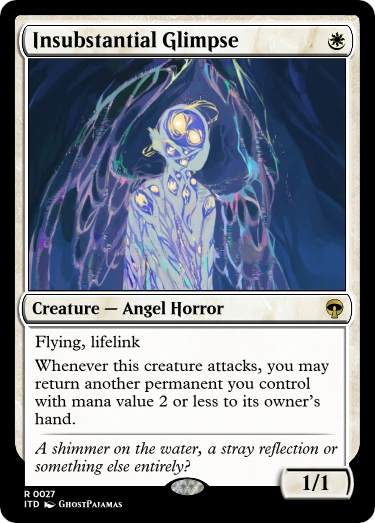 Insubstantial Glimpse
Creature — Angel Horror
Flying, lifelink
Whenever this creature attacks, you may
return another permanent you control
with mana value 2 or less to its owner's
hand.
A shimmer on the water, a stray reflection or
something else entirely?
1/1
R 0027
ITD GhostPajamas